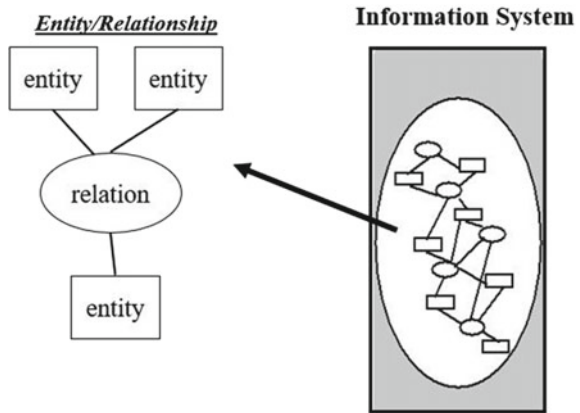 Information System
Entity/Relationship
entity
entity
relation
entity